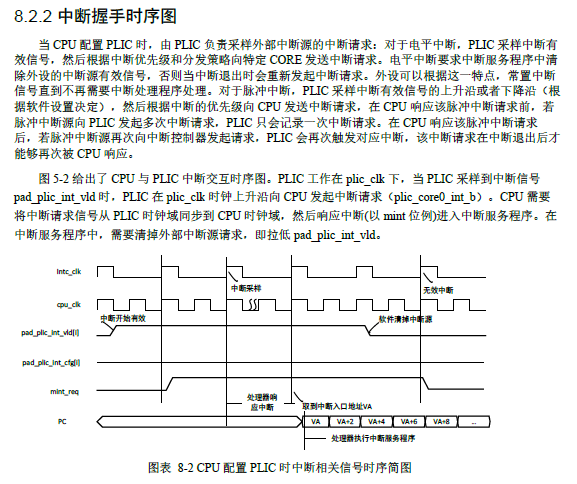 8.2.2 中断握手时序图
当 CPU 配置 PLIC 时，由 PLIC 负责采样外部中断源的中断请求：对于电平中断，PLIC 采样中断有
效信号，然后根据中断优先级和分发策略向特定 CORE 发送中断请求。电平中断要求中断服务程序中清
除外设的中断源有效信号，否则当中断退出时会重新发起中断请求。外设可以根据这一特点，常置中断
信号直到不再需要中断处理程序处理。对于脉冲中断，PLIC 采样中断有效信号的上升沿或者下降沿（根
据软件设置决定），然后根据中断的优先级向 CPU 发送中断请求，在 CPU 响应该脉冲中断请求前，若
脉冲中断源向 PLIC 发起多次中断请求，PLIC 只会记录一次中断请求。在 CPU 响应该脉冲中断请求
后，若脉冲中断源再次向中断控制器发起请求，PLIC 会再次触发对应中断，该中断请求在中断退出后才
能够再次被 CPU 响应。
图 5-2 给出了 CPU 与 PLIC 中断交互时序图。PLIC 工作在 plic_clk 下，当 PLIC 采样到中断信号
pad_plic_int_vld 时，PLIC 在 plic_clk 时钟上升沿向 CPU 发起中断请求（plic_core0_int_b）。CPU 需要
将中断请求信号从 PLIC 时钟域同步到 CPU 时钟域，然后响应中断(以 mint 位例)进入中断服务程序。在
中断服务程序中，需要清掉外部中断源请求，即拉低 pad_plic_int_vld。
intc_clk
中断采样
无效中断
cpu_clk
中断开始有效
软件清掉中断源
pad_plic_int_vld[i]
pad_plic_int_cfg[i]
mint_req
处理器响
应中断
取到中断入口地址VA
PC
VA VA+2 VA+4 VA+6 VA+8 ...
处理器执行中断服务程序
图表 8-2 CPU 配置 PLIC 时中断相关信号时序简图